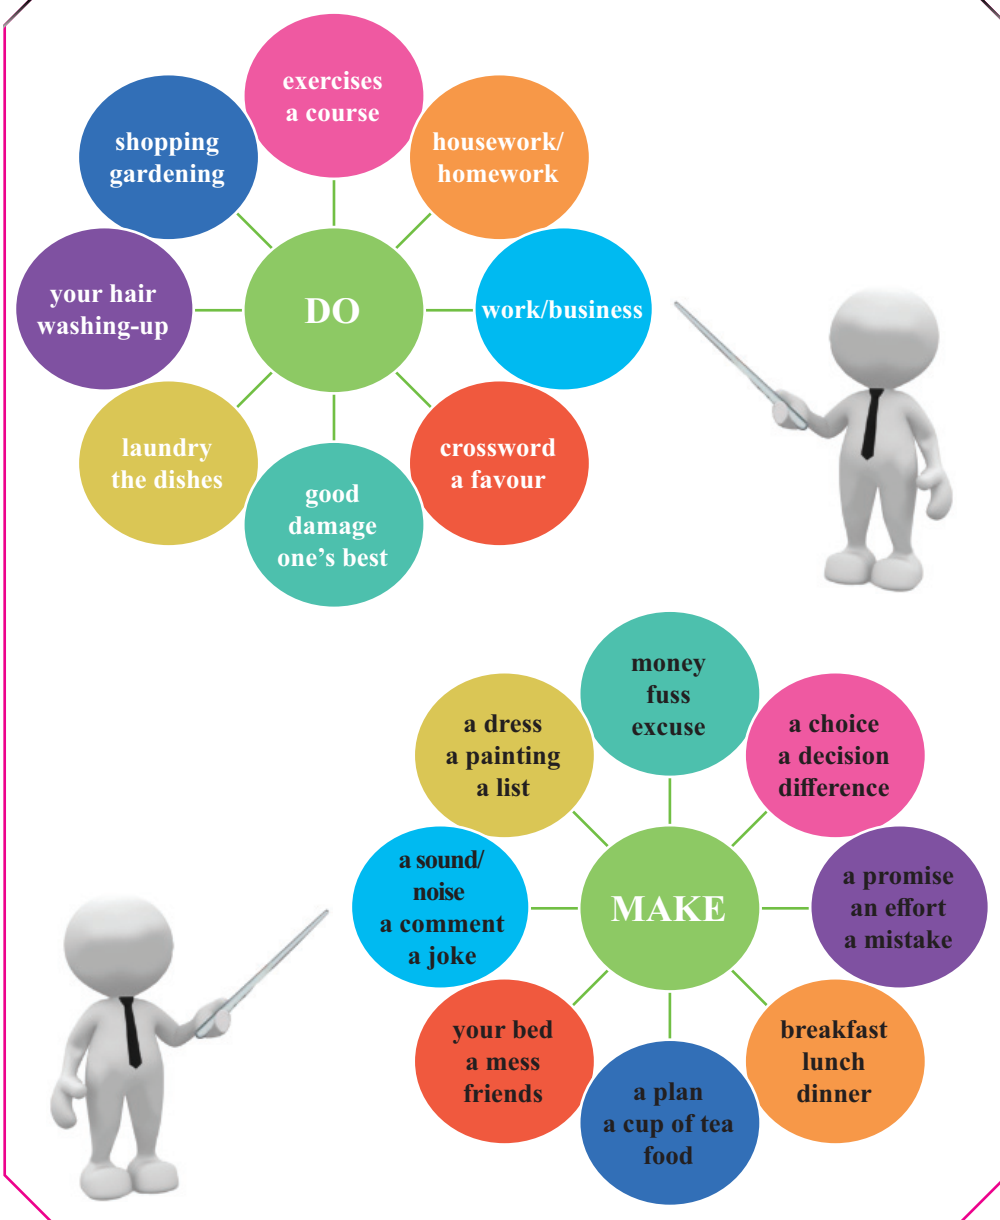 exercises
a course
housework/
homework
work/business
crossword
a favour
good
damage
one's best
laundry
the dishes
your hair
washing-up
shopping
gardening
DO
money
fuss
excuse
a choice
a decision
difference
a promise
an effort
a mistake
breakfast
lunch
dinner
a plan
a cup of tea
food
your bed
a mess
friends
a sound/
noise
a comment
a joke
a dress
a painting
a list
MAKE